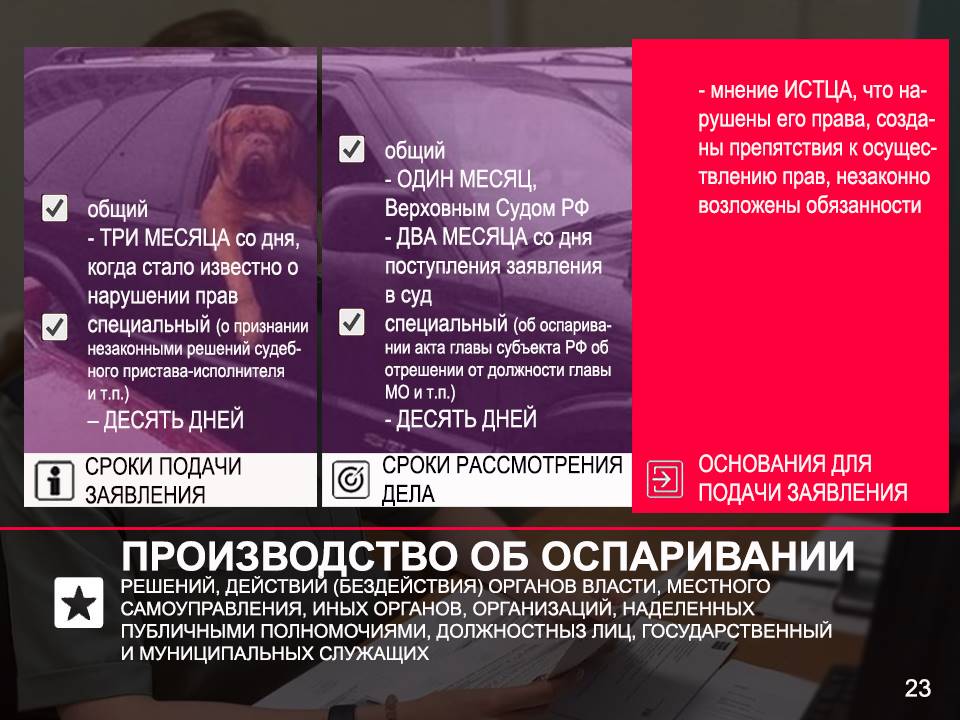 общий
- ТРИ МЕСЯЦА со дня,
когда стало известно о
нарушении прав
специальный (о признании
незаконными решений судеб-
ного пристава-исполнителя
и т.п.)
– ДЕСЯТЬ ДНЕЙ
СРОКИ ПОДАЧИ
ЗАЯВЛЕНИЯ
общий
- ОДИН МЕСЯЦ,
Верховным Судом РФ
- ДВА МЕСЯЦА со дня
поступления заявления
в суд
специальный (об оспарива-
нии акта главы субъекта РФ об
отрешении от должности главы
МО и т.п.)
- ДЕСЯТЬ ДНЕЙ
СРОКИ РАССМОТРЕНИЯ
ДЕЛА
- мнение ИСТЦА, что на-
рушены его права, созда-
ны препятствия к осущес-
твлению прав, незаконно
возложены обязанности
ОСНОВАНИЯ ДЛЯ
ПОДАЧИ ЗАЯВЛЕНИЯ
ПРОИЗВОДСТВО ОБ ОСПАРИВАНИИ
РЕШЕНИЙ, ДЕЙСТВИЙ (БЕЗДЕЙСТВИЯ) ОРГАНОВ ВЛАСТИ, МЕСТНОГО
САМОУПРАВЛЕНИЯ, ИНЫХ ОРГАНОВ, ОРГАНИЗАЦИЙ, НАДЕЛЕННЫХ
ПУБЛИЧНЫМИ ПОЛНОМОЧИЯМИ, ДОЛЖНОСТНЫЗ ЛИЦ, ГОСУДАРСТВЕННЫЙ
И МУНИЦИПАЛЬНЫХ СЛУЖАЩИХ
23